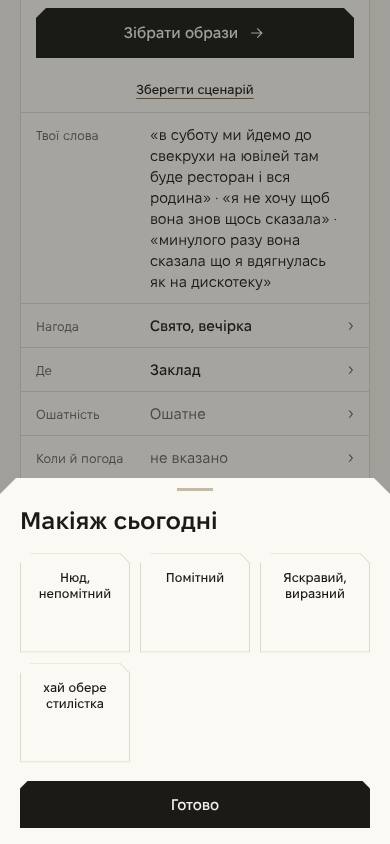 Зібрати образи →
Зберегти сценарій
Твої слова
«в суботу ми йдемо до
свекрухи на ювілей там
буде ресторан і вся
родина» · «я не хочу щоб
вона знов щось сказала» ·
«минулого разу вона
сказала що я вдягнулась
як на дискотеку»
Нагода Свято, вечірка
Де Заклад
Ошатність Ошатне
Коли й погода не вказано
Макіяж сьогодні
Нюд,
непомітний
Помітний
Яскравий,
виразний
хай обере
стилістка
Готово